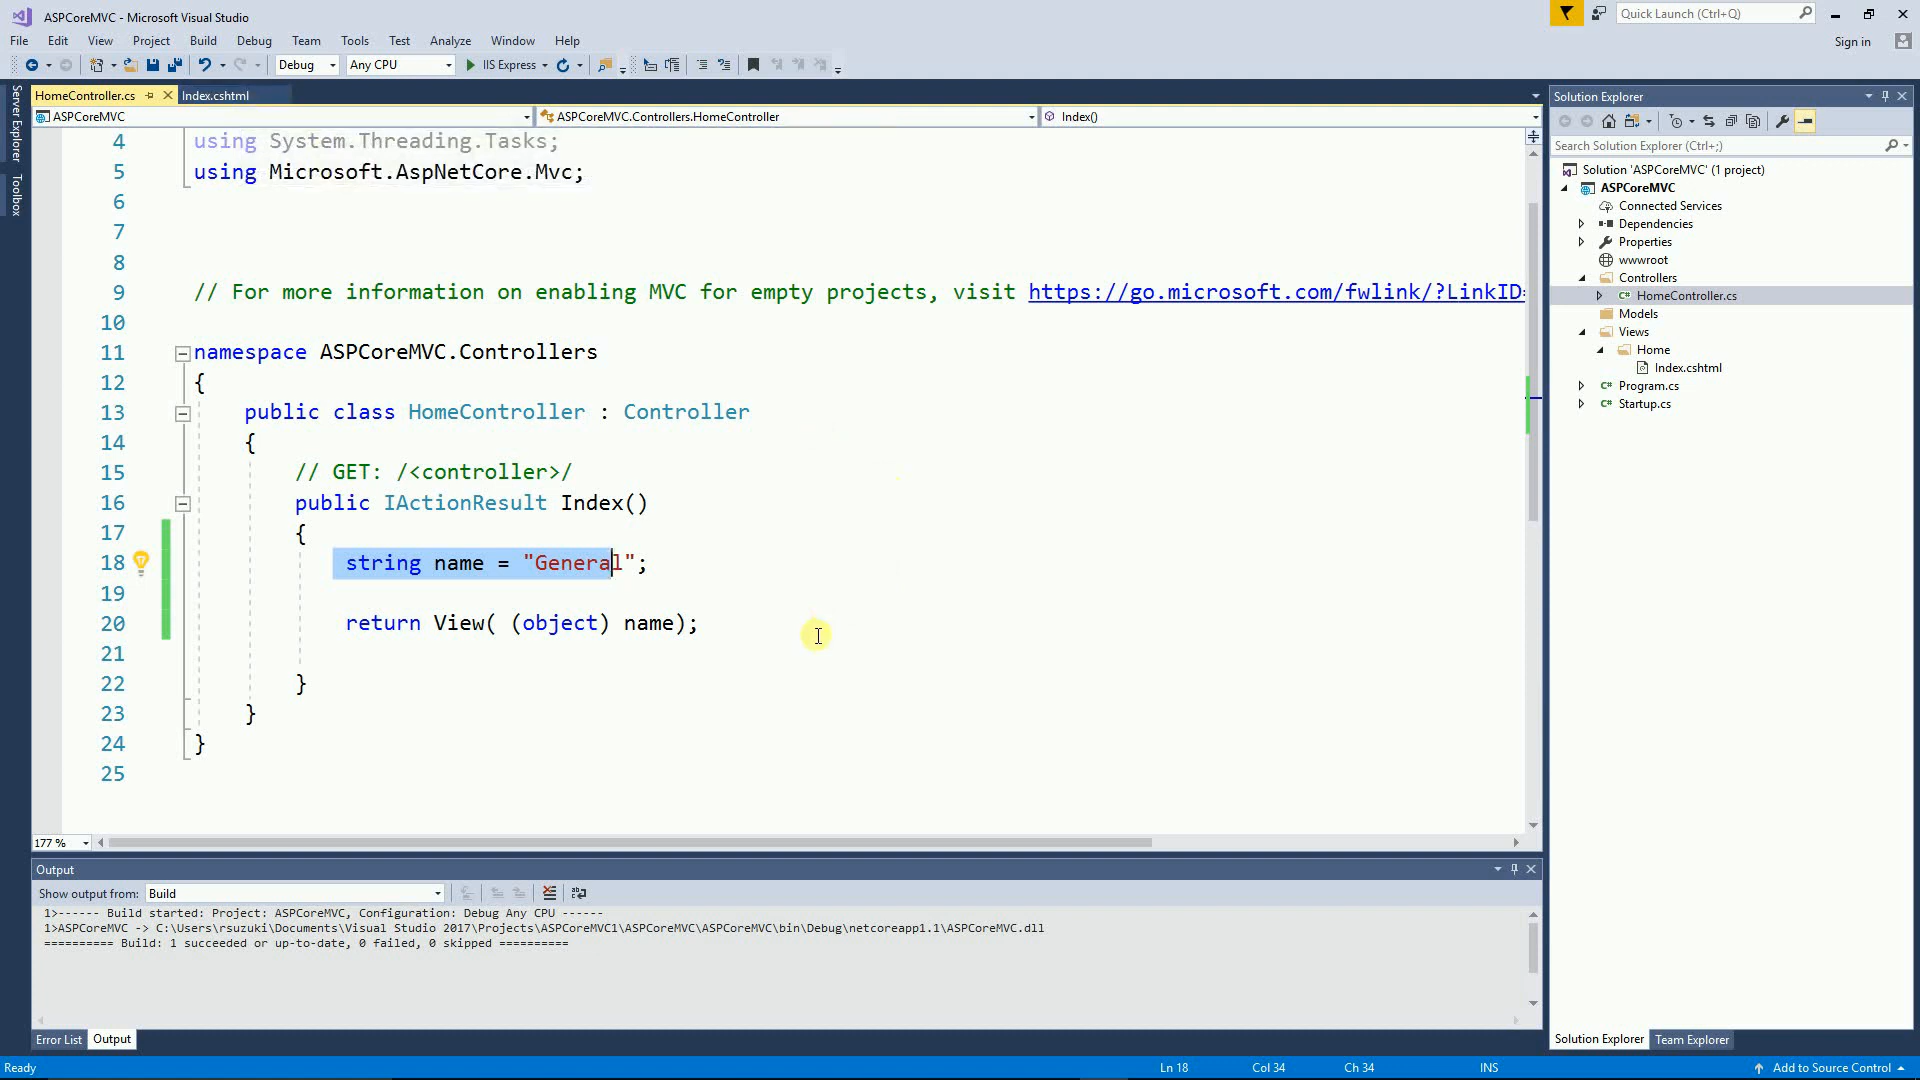 ASPCoreMVC - Microsoft Visual Studio
Quick Launch (Ctrl+Q)
File Edit View Project Build Debug Team Tools Test Analyze Window Help
Sign in
Debug Any CPU IIS Express
Server Explorer
Toolbox
HomeController.cs Index.cshtml
ASPCoreMVC ASPCoreMVC.Controllers.HomeController Index()
4 using System.Threading.Tasks;
5 using Microsoft.AspNetCore.Mvc;
6
7
8
9 // For more information on enabling MVC for empty projects, visit https://go.microsoft.com/fwlink/?LinkID=
10
11 namespace ASPCoreMVC.Controllers
12 {
13 public class HomeController : Controller
14 {
15 // GET: /<controller>/
16 public IActionResult Index()
17 {
18 string name = "General";
19
20 return View( (object) name);
21
22 }
23 }
24 }
25
177 %
Output
Show output from: Build
1>------ Build started: Project: ASPCoreMVC, Configuration: Debug Any CPU ------
1>ASPCoreMVC -> C:\Users\rsuzuki\Documents\Visual Studio 2017\Projects\ASPCoreMVC1\ASPCoreMVC\ASPCoreMVC\bin\Debug\netcoreapp1.1\ASPCoreMVC.dll
========== Build: 1 succeeded or up-to-date, 0 failed, 0 skipped ==========
Error List Output
Solution Explorer
Search Solution Explorer (Ctrl+;)
Solution 'ASPCoreMVC' (1 project)
ASPCoreMVC
Connected Services
Dependencies
Properties
wwwroot
Controllers
C# HomeController.cs
Models
Views
Home
Index.cshtml
C# Program.cs
C# Startup.cs
Solution Explorer Team Explorer
Ready Ln 18 Col 34 Ch 34 INS Add to Source Control